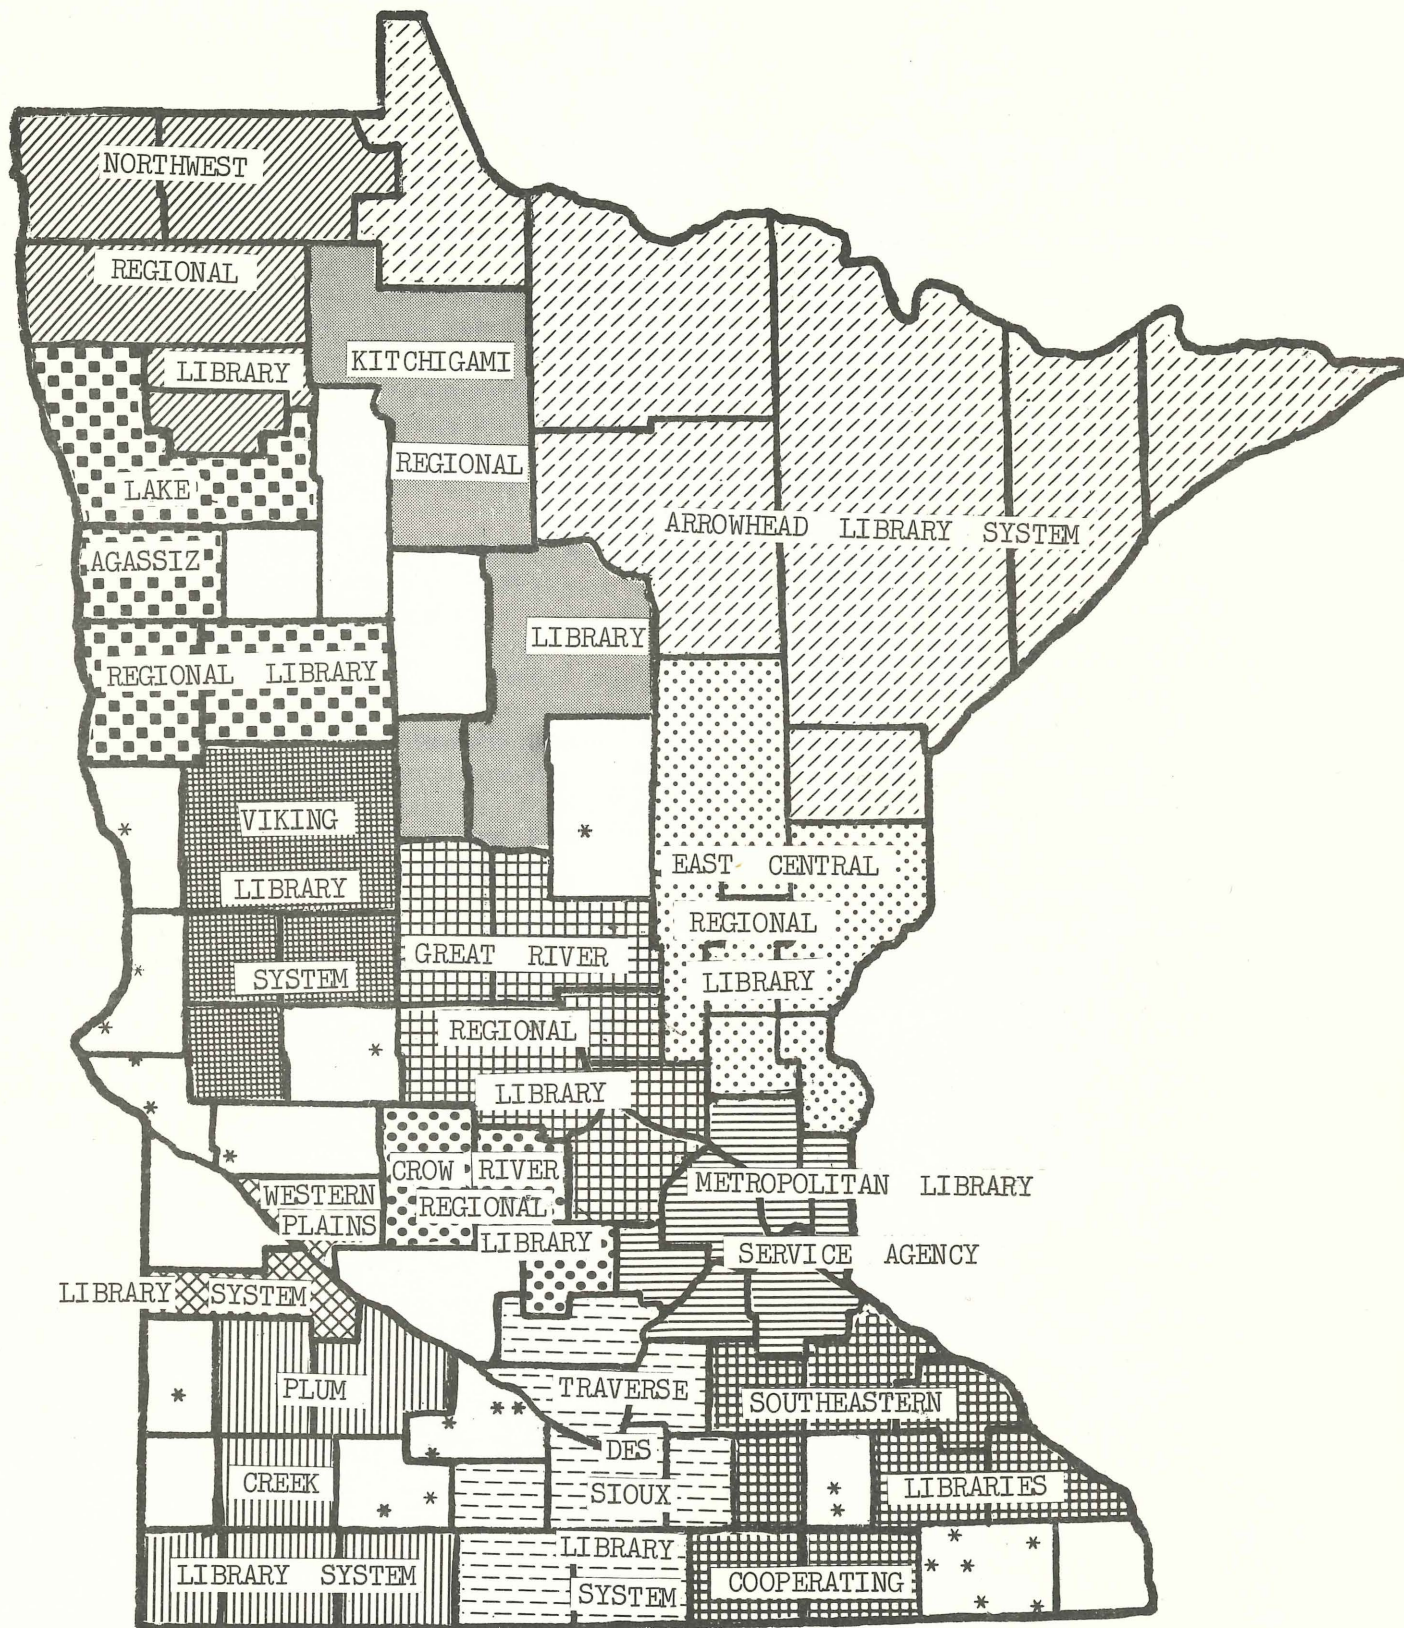 NORTHWEST
REGIONAL
LIBRARY
KITCHIGAMI
REGIONAL
LIBRARY
LAKE
AGASSIZ
REGIONAL LIBRARY
ARROWHEAD LIBRARY SYSTEM
VIKING
LIBRARY
SYSTEM
*
*
*
*
*
*
*
*
EAST CENTRAL
REGIONAL
LIBRARY
GREAT RIVER
REGIONAL
LIBRARY
CROW RIVER
REGIONAL
LIBRARY
METROPOLITAN LIBRARY
SERVICE AGENCY
WESTERN
PLAINS
LIBRARY SYSTEM
PLUM
CREEK
LIBRARY SYSTEM
*
* * *
*
* *
TRAVERSE
DES
SIOUX
LIBRARY
SYSTEM
SOUTHEASTERN
LIBRARIES
COOPERATING
*
*
* *
* *
* *